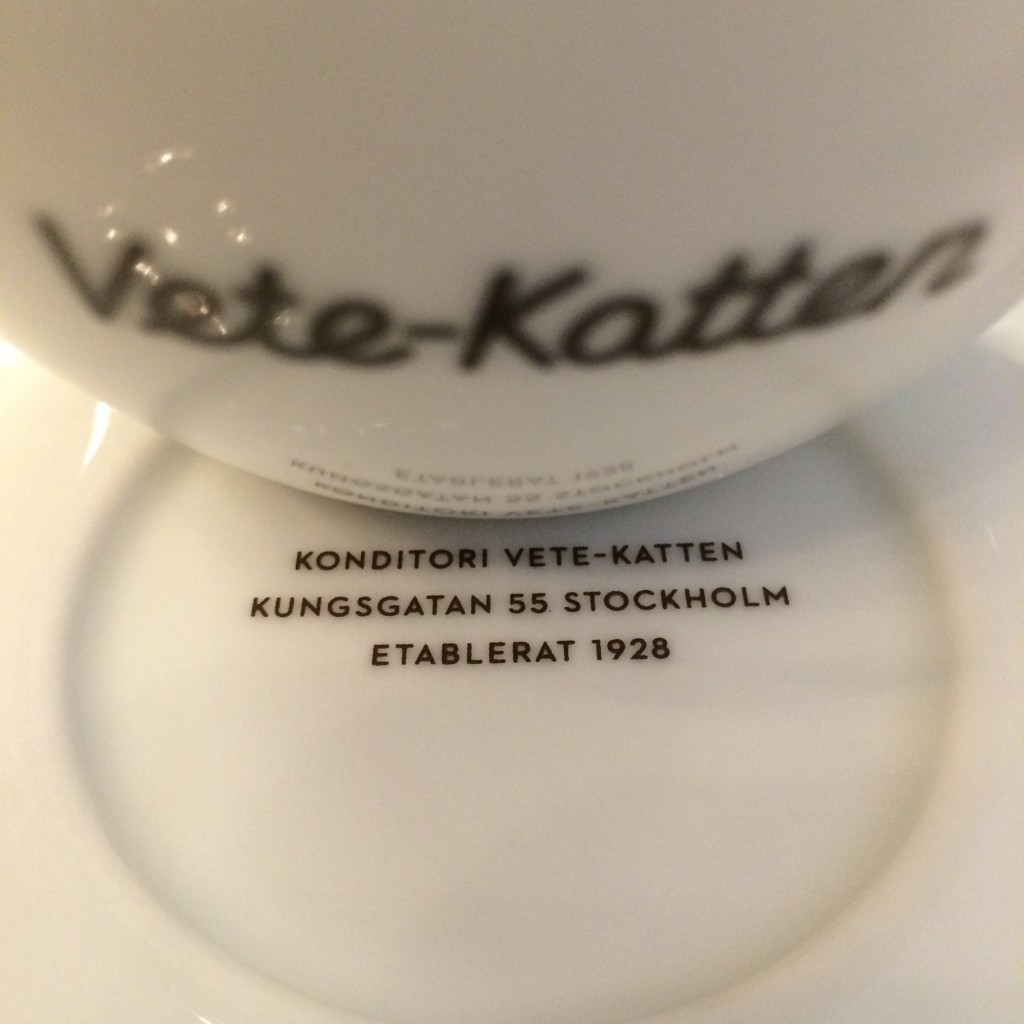 Vete-Katten
KONDITORI VETE-KATTEN
KUNGSGATAN 55 STOCKHOLM
ETABLERAT 1928